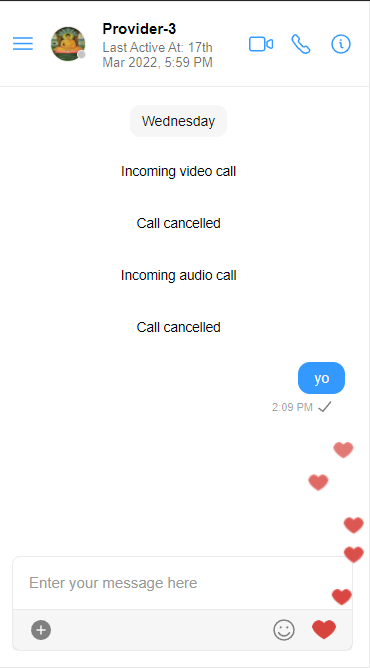 Provider-3
Last Active At: 17th
Mar 2022, 5:59 PM
Wednesday
Incoming video call
Call cancelled
Incoming audio call
Call cancelled
yo
2:09 PM
Enter your message here